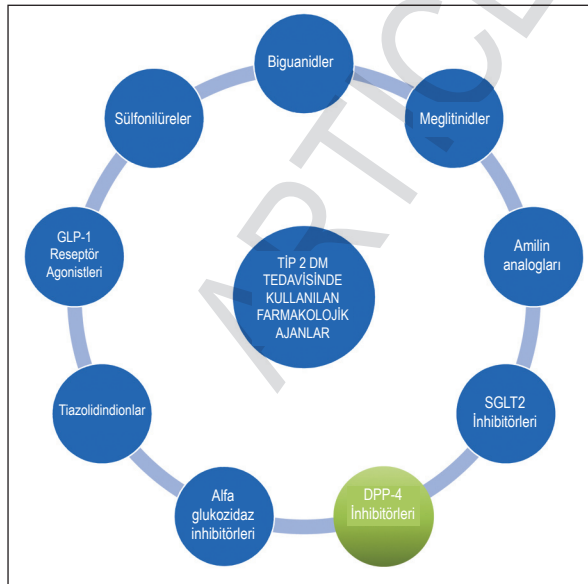 Biguanidler
Meglitinidler
Amilin
analogları
SGLT2
İnhibitörleri
DPP-4
İnhibitörleri
Alfa
glukozidaz
inhibitörleri
Tiazolidindionlar
GLP-1
Reseptör
Agonistleri
Sülfonilüreler
TİP 2 DM
TEDAVİSİNDE
KULLANILAN
FARMAKOLOJİK
AJANLAR